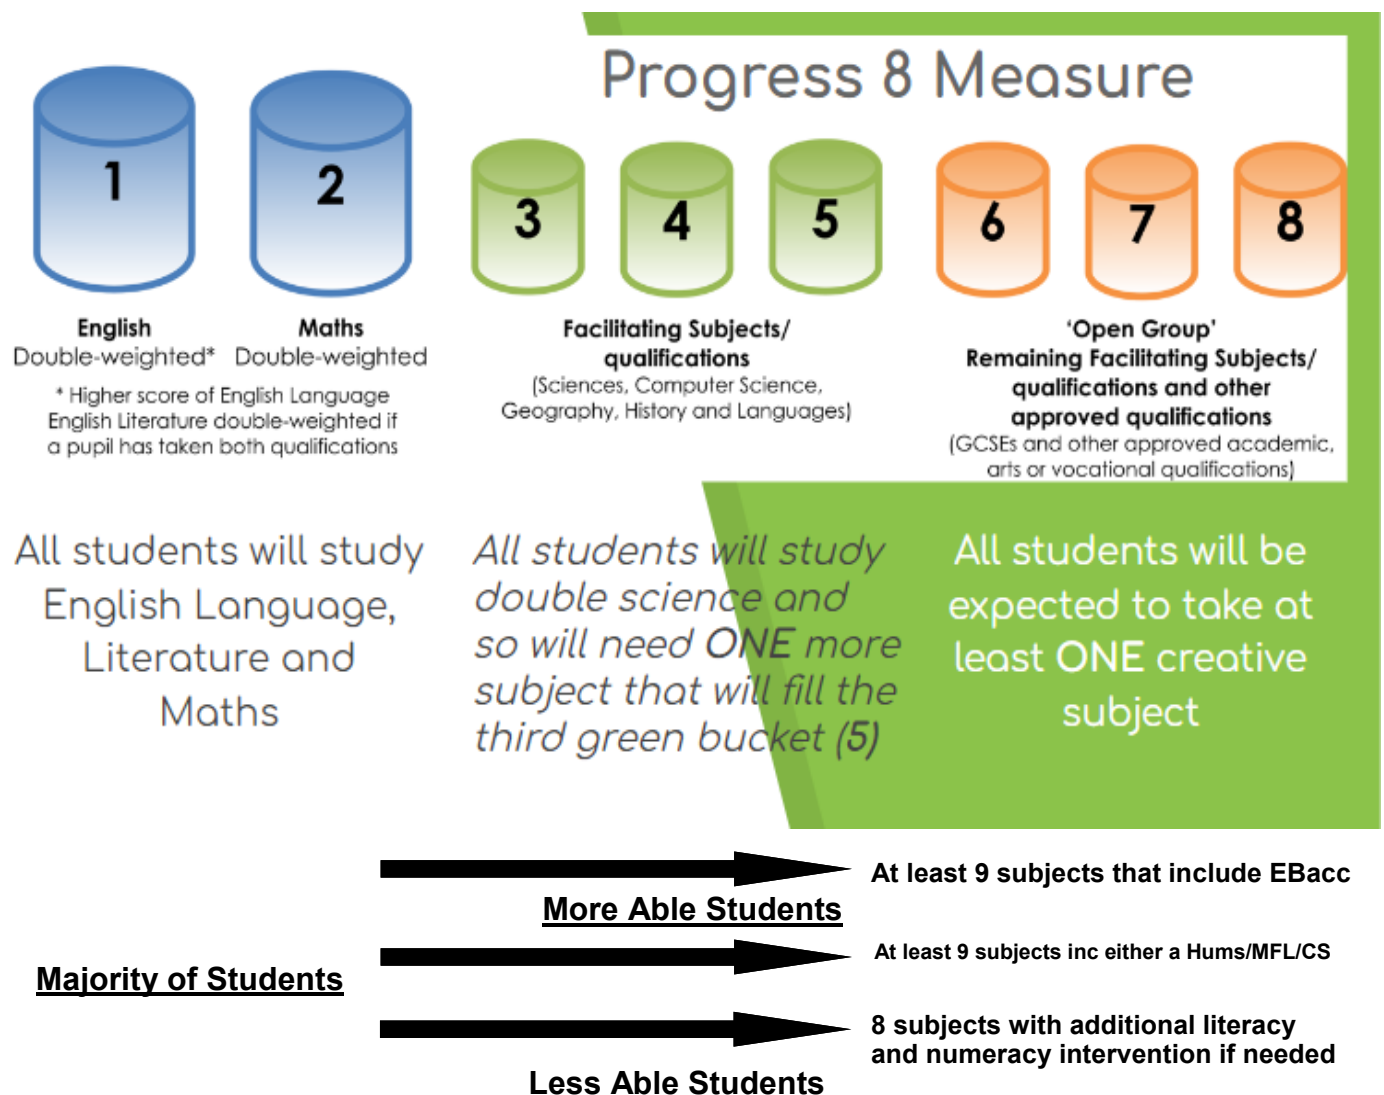 Progress 8 Measure
1
2
3
4
5
6
7
8
English
Double-weighted*
Maths
Double-weighted
* Higher score of English Language
English Literature double-weighted if
a pupil has taken both qualifications
Facilitating Subjects/
qualifications
(Sciences, Computer Science,
Geography, History and Languages)
'Open Group'
Remaining Facilitating Subjects/
qualifications and other
approved qualifications
(GCSEs and other approved academic,
arts or vocational qualifications)
All students will study
English Language,
Literature and
Maths
All students will study
double science and
so will need ONE more
subject that will fill the
third green bucket (5)
All students will be
expected to take at
least ONE creative
subject
At least 9 subjects that include EBacc
More Able Students
At least 9 subjects inc either a Hums/MFL/CS
Majority of Students
8 subjects with additional literacy
and numeracy intervention if needed
Less Able Students